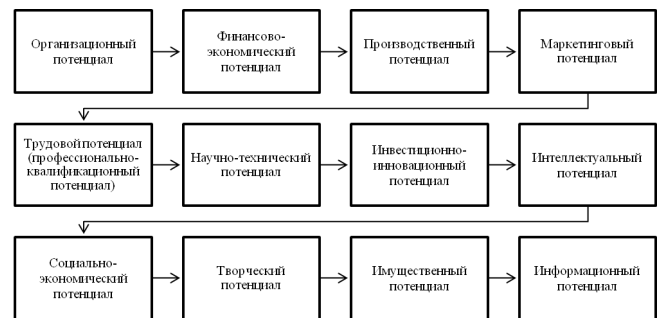 Организационный
потенциал
Финансово-
экономический
потенциал
Производственный
потенциал
Маркетинговый
потенциал
Трудовой потенциал
(профессионально-
квалификационный
потенциал)
Научно-технический
потенциал
Инвестиционно-
инновационный
потенциал
Интеллектуальный
потенциал
Социально-
экономический
потенциал
Творческий
потенциал
Имущественный
потенциал
Информационный
потенциал